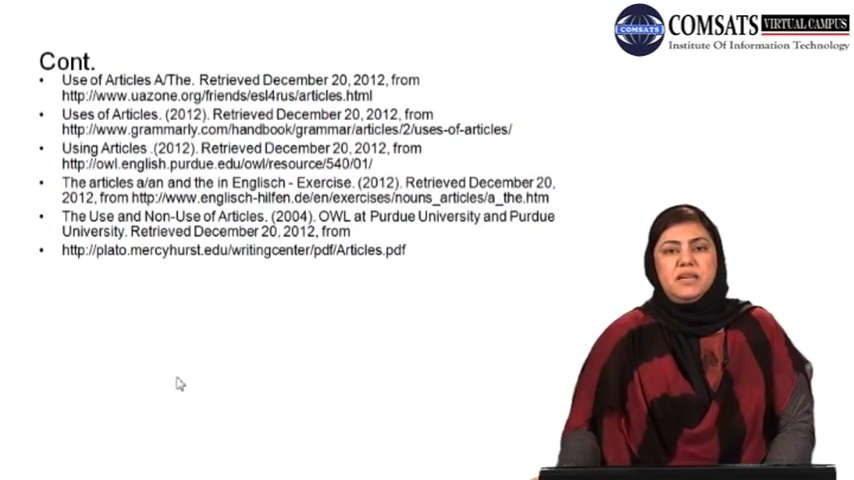 COMSATS VIRTUAL CAMPUS
Institute Of Information Technology
COMSATS
Cont.
• Use of Articles A/The. Retrieved December 20, 2012, from
http://www.uazone.org/friends/esl4rus/articles.html
• Uses of Articles. (2012). Retrieved December 20, 2012, from
http://www.grammarly.com/handbook/grammar/articles/2/uses-of-articles/
• Using Articles .(2012). Retrieved December 20, 2012, from
http://owl.english.purdue.edu/owl/resource/540/01/
• The articles a/an and the in Englisch - Exercise. (2012). Retrieved December 20,
2012, from http://www.englisch-hilfen.de/en/exercises/nouns_articles/a_the.htm
• The Use and Non-Use of Articles. (2004). OWL at Purdue University and Purdue
University. Retrieved December 20, 2012, from
• http://plato.mercyhurst.edu/writingcenter/pdf/Articles.pdf